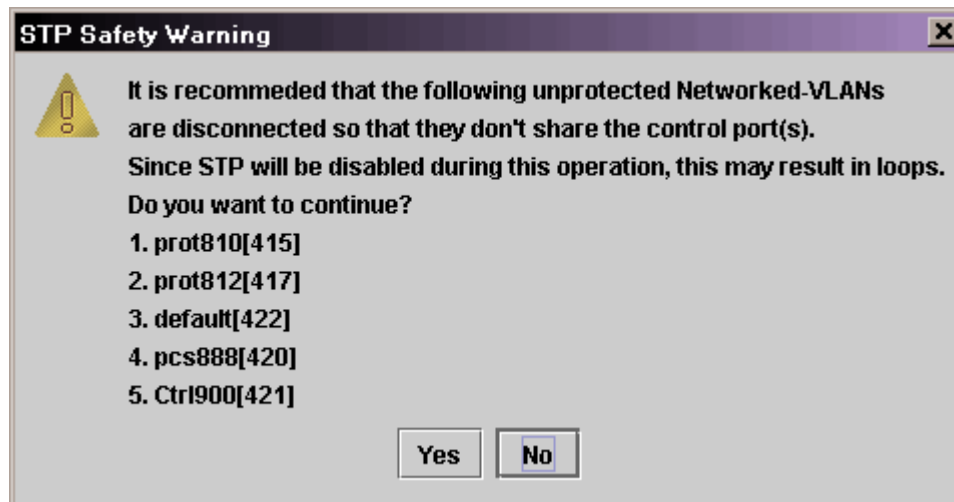 STP Safety Warning
It is recommeded that the following unprotected Networked-VLANs
are disconnected so that they don't share the control port(s).
Since STP will be disabled during this operation, this may result in loops.
Do you want to continue?
1. prot810[415]
2. prot812[417]
3. default[422]
4. pcs888[420]
5. Ctrl900[421]
Yes No